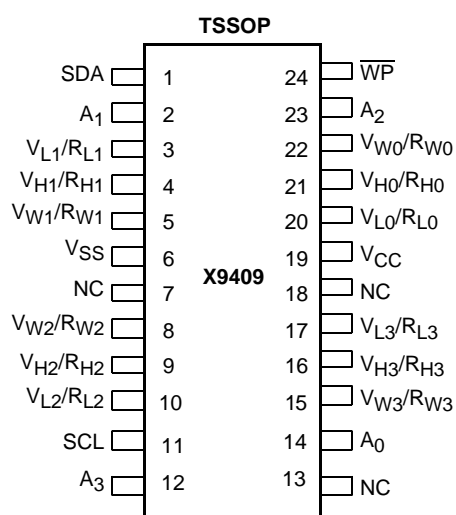 TSSOP
SDA 1 24 W̅P̅
A1 2 23 A2
VL1/RL1 3 22 VW0/RW0
VH1/RH1 4 21 VH0/RH0
VW1/RW1 5 20 VL0/RL0
VSS 6 19 VCC
X9409
NC 7 18 NC
VW2/RW2 8 17 VL3/RL3
VH2/RH2 9 16 VH3/RH3
VL2/RL2 10 15 VW3/RW3
SCL 11 14 A0
A3 12 13 NC